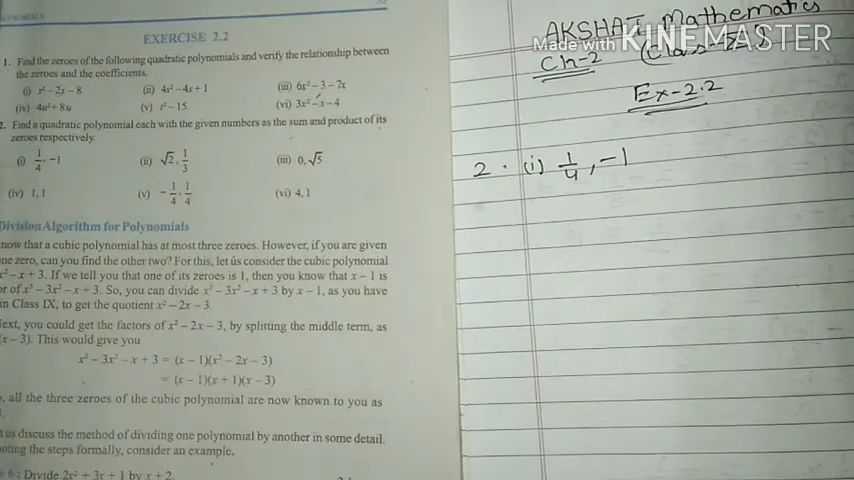 EXERCISE 2.2
1. Find the zeroes of the following quadratic polynomials and verify the relationship between
the zeroes and the coefficients.
(i) x² – 2x – 8 (ii) 4s² – 4s + 1 (iii) 6x² – 3 – 7x
(iv) 4u² + 8u (v) t² – 15 (vi) 3x² – x – 4
2. Find a quadratic polynomial each with the given numbers as the sum and product of its
zeroes respectively.
(i) 1/4, –1 (ii) √2, 1/3 (iii) 0, √5
(iv) 1, 1 (v) –1/4, 1/4 (vi) 4, 1
Division Algorithm for Polynomials
now that a cubic polynomial has at most three zeroes. However, if you are given
one zero, can you find the other two? For this, let us consider the cubic polynomial
x² – x + 3. If we tell you that one of its zeroes is 1, then you know that x – 1 is
or of x³ – 3x² – x + 3. So, you can divide x³ – 3x² – x + 3 by x – 1, as you have
in Class IX, to get the quotient x² – 2x – 3.
Next, you could get the factors of x² – 2x – 3, by splitting the middle term, as
(x – 3). This would give you
x³ – 3x² – x + 3 = (x – 1)(x² – 2x – 3)
= (x – 1)(x + 1)(x – 3)
, all the three zeroes of the cubic polynomial are now known to you as
us discuss the method of dividing one polynomial by another in some detail.
oting the steps formally, consider an example.
6 : Divide 2x² + 3x + 1 by x + 2.
AKSHAT Mathematics
Made with KINEMASTER
Ch-2
Ex-2.2
2. (i) 1/4, -1